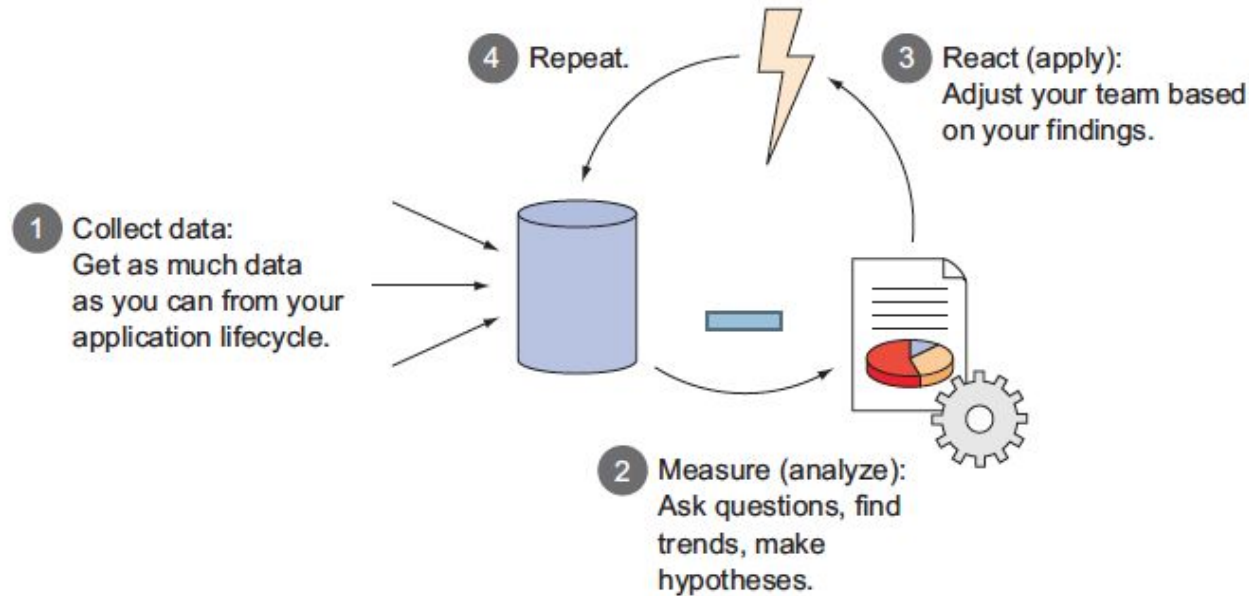 4 Repeat.
3 React (apply):
Adjust your team based
on your findings.
1 Collect data:
Get as much data
as you can from your
application lifecycle.
2 Measure (analyze):
Ask questions, find
trends, make
hypotheses.